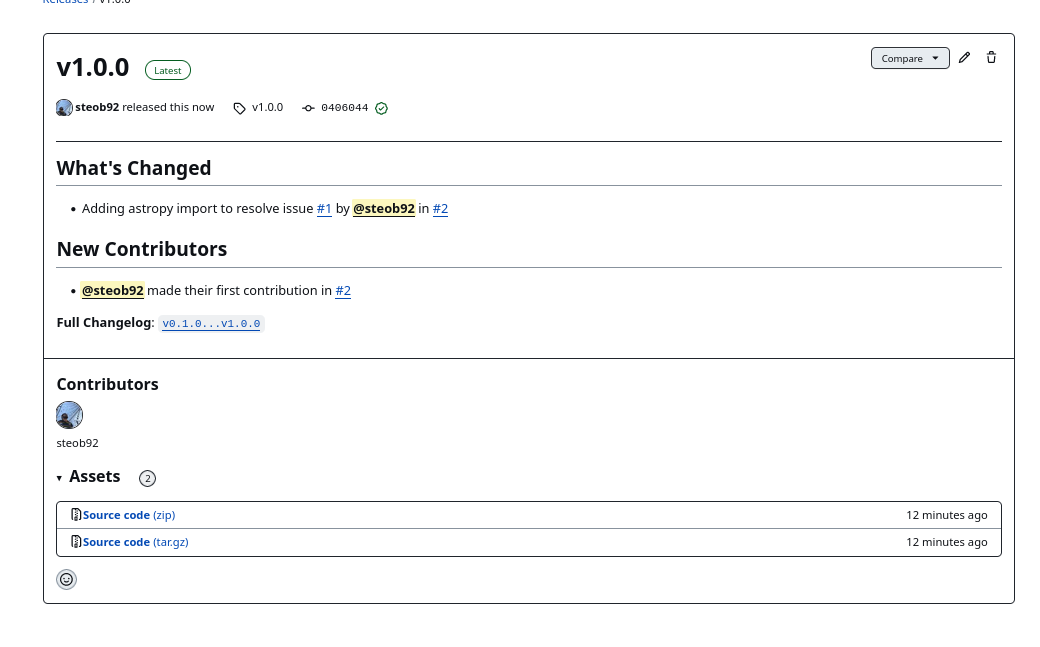 Releases / v1.0.0
v1.0.0 Latest Compare
steob92 released this now v1.0.0 0406044
What's Changed
• Adding astropy import to resolve issue #1 by @steob92 in #2
New Contributors
• @steob92 made their first contribution in #2
Full Changelog: v0.1.0...v1.0.0
Contributors
steob92
Assets 2
Source code (zip) 12 minutes ago
Source code (tar.gz) 12 minutes ago